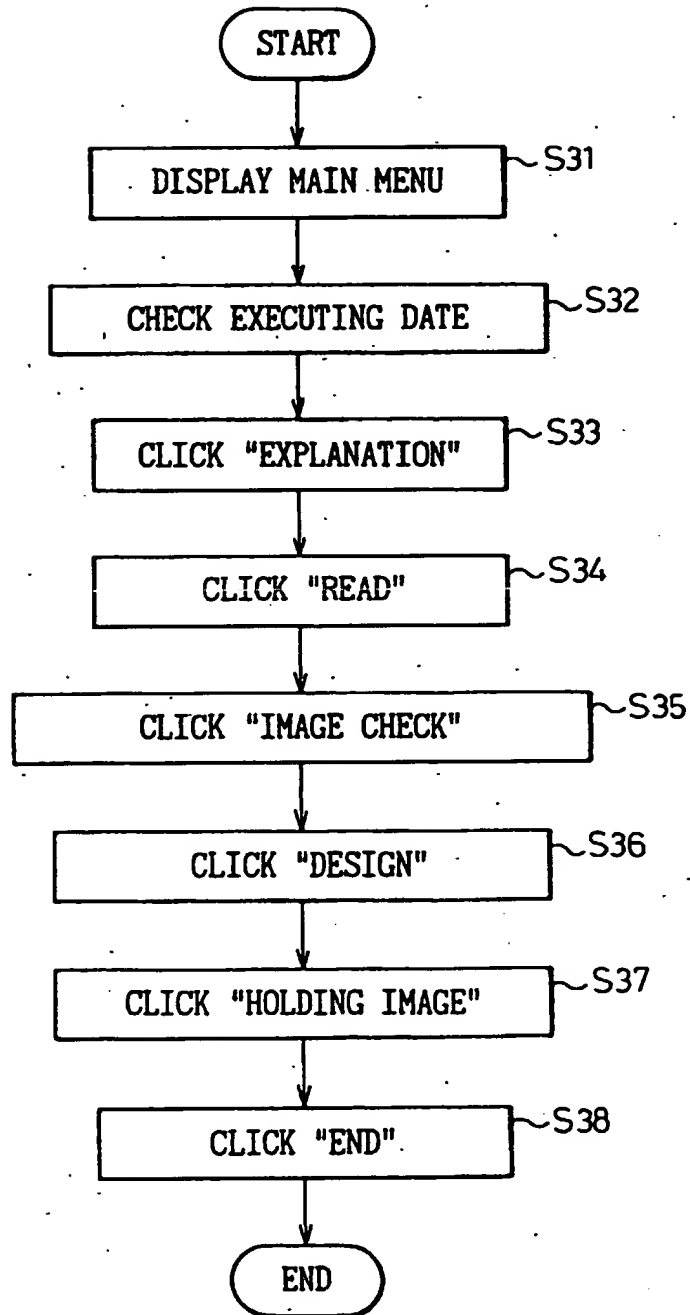 START
DISPLAY MAIN MENU
S31
CHECK EXECUTING DATE
S32
CLICK "EXPLANATION"
S33
CLICK "READ"
S34
CLICK "IMAGE CHECK"
S35
CLICK "DESIGN"
S36
CLICK "HOLDING IMAGE"
S37
CLICK "END"
S38
END